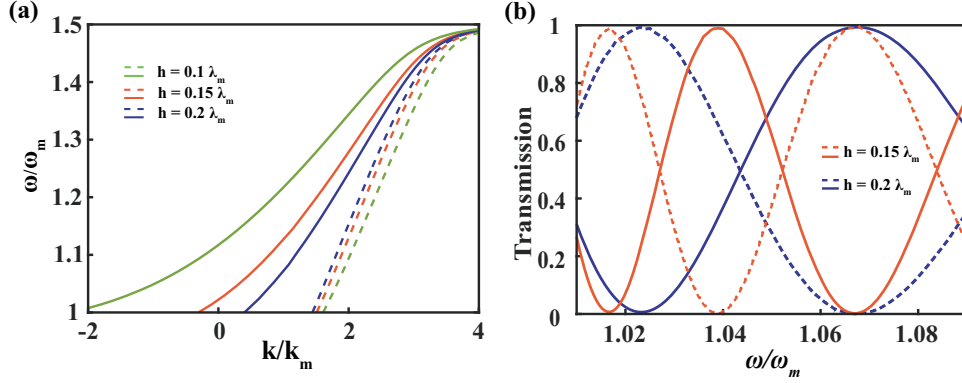 (a)
1.5
1.4
1.3
1.2
1.1
1
ω/ω_m
h = 0.1 λ_m
h = 0.15 λ_m
h = 0.2 λ_m
-2
0
2
4
k/k_m
(b)
1
0.8
0.6
0.4
0.2
0
Transmission
h = 0.15 λ_m
h = 0.2 λ_m
1.02
1.04
1.06
1.08
ω/ω_m